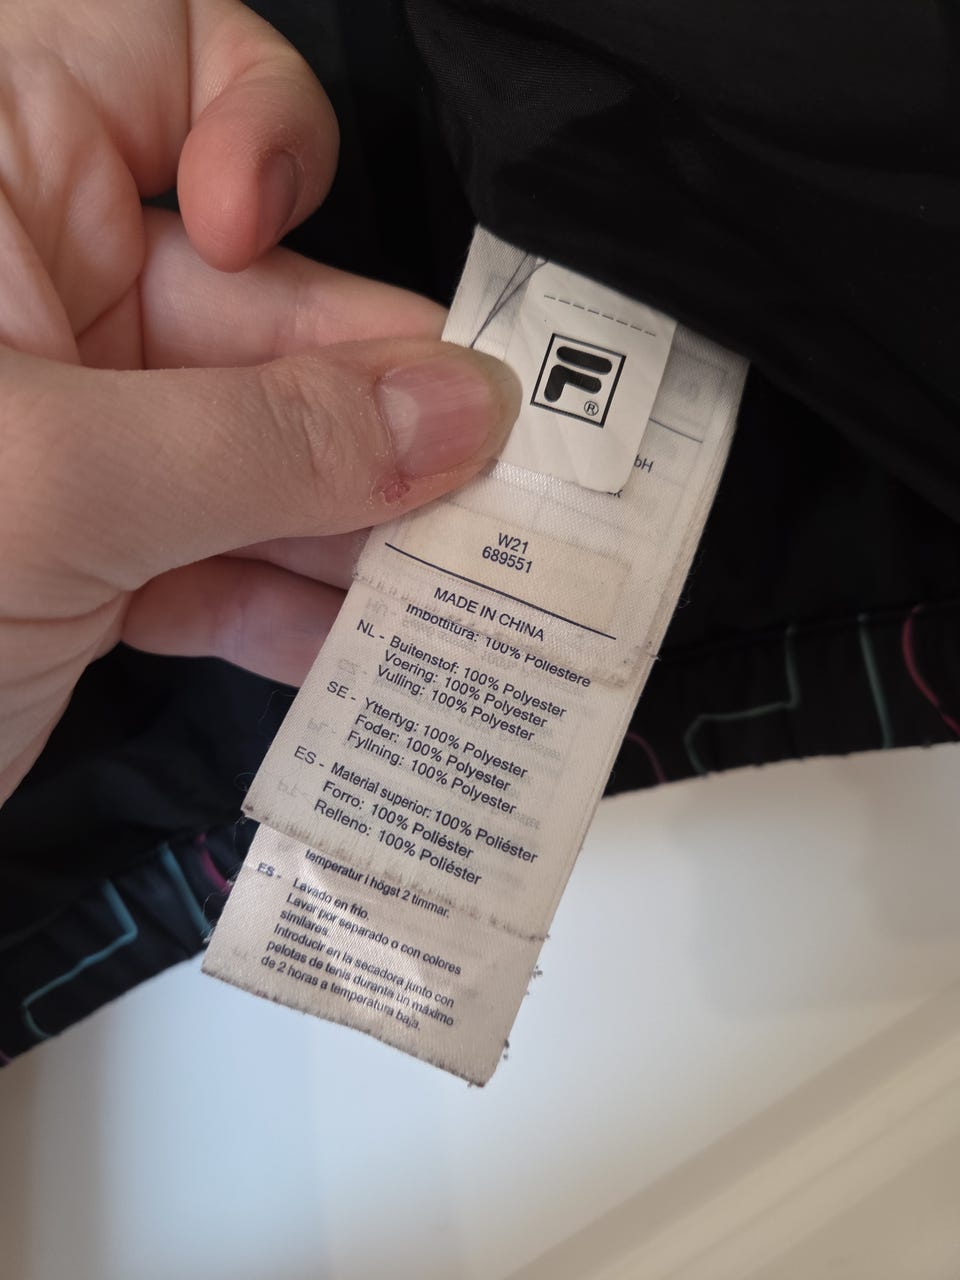 F®
bH
W21
689551
MADE IN CHINA
Imbottitura: 100% Poliestere
NL - Buitenstof: 100% Polyester
Voering: 100% Polyester
Vulling: 100% Polyester
SE - Yttertyg: 100% Polyester
Foder: 100% Polyester
Fyllning: 100% Polyester
ES - Material superior: 100% Poliéster
Forro: 100% Poliéster
Relleno: 100% Poliéster
temperatur i högst 2 timmar.
ES - Lavado en frio.
Lavar por separado o con colores
similares.
Introducir en la secadora junto con
pelotas de tenis durante un máximo
de 2 horas a temperatura baja.